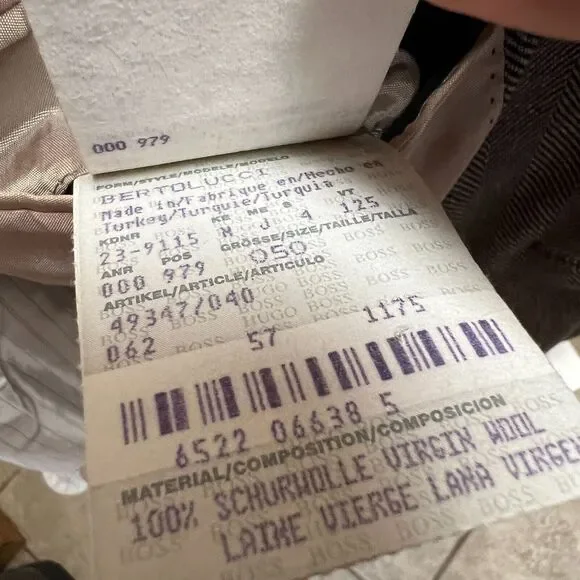 000 979
FORM/STYLE/MODELE/MODELO
BERTOLUCCI
Made in/Fabrique en/Hecho en
Turkey/Turquie/Turquia
KDNR KE ME S VT
23-9115 M J 4 125
ANR POS GRÖSSE/SIZE/TAILLE/TALLA
000 979 050
ARTIKEL/ARTICLE/ARTICULO
49347/040
062 57 1175
6522 06638 5
MATERIAL/COMPOSITION/COMPOSICION
100% SCHURWOLLE VIRGIN WOOL
LAINE VIERGE LANA VIRGEN